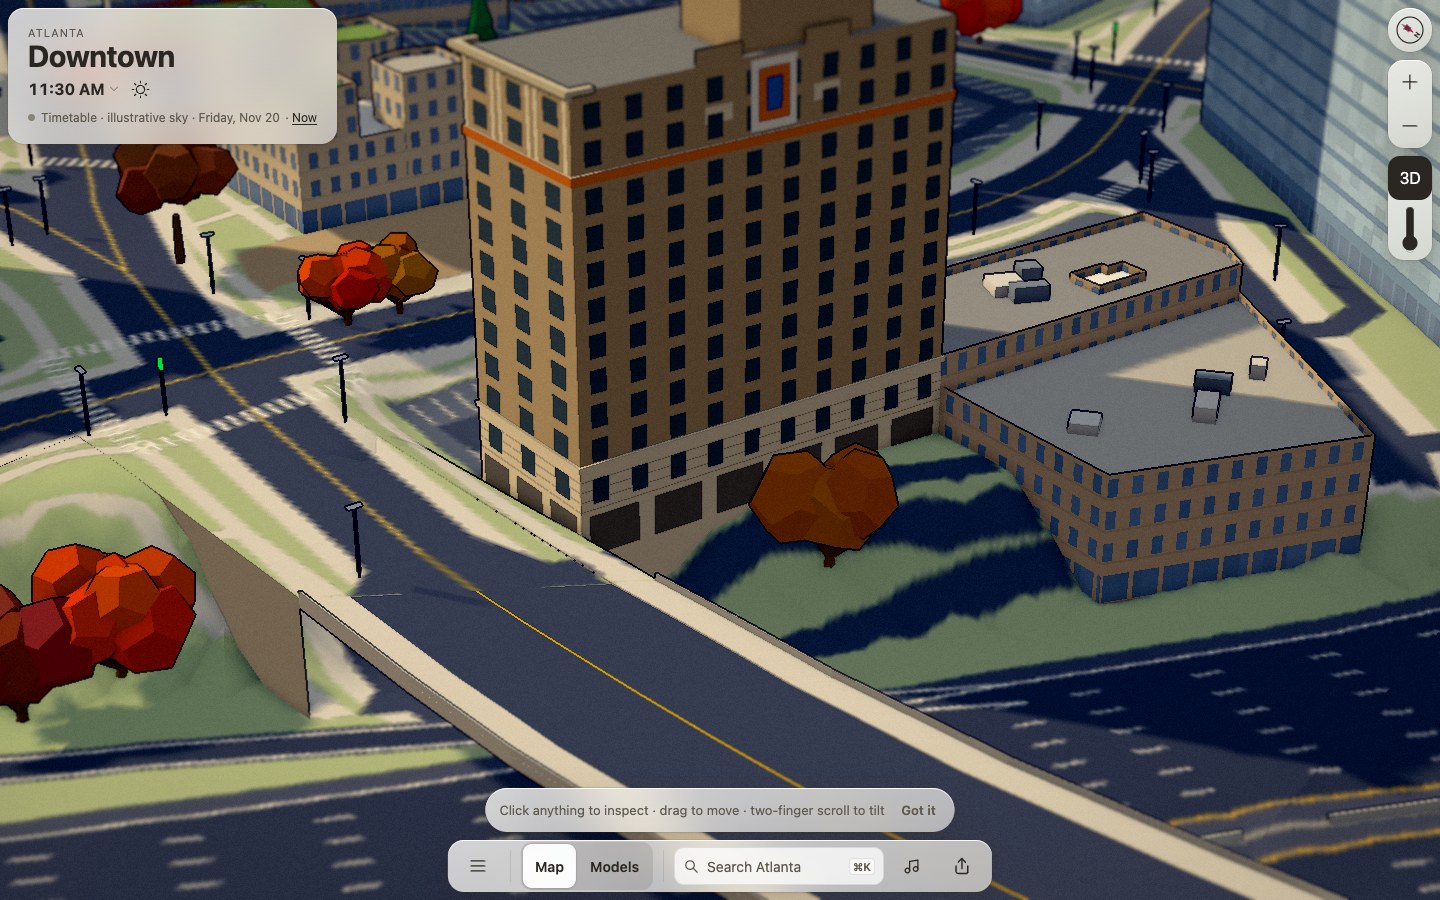 ATLANTA
Downtown
11:30 AM
Timetable · illustrative sky · Friday, Nov 20 · Now
N
3D
Click anything to inspect · drag to move · two-finger scroll to tilt Got it
Map Models Search Atlanta ⌘K